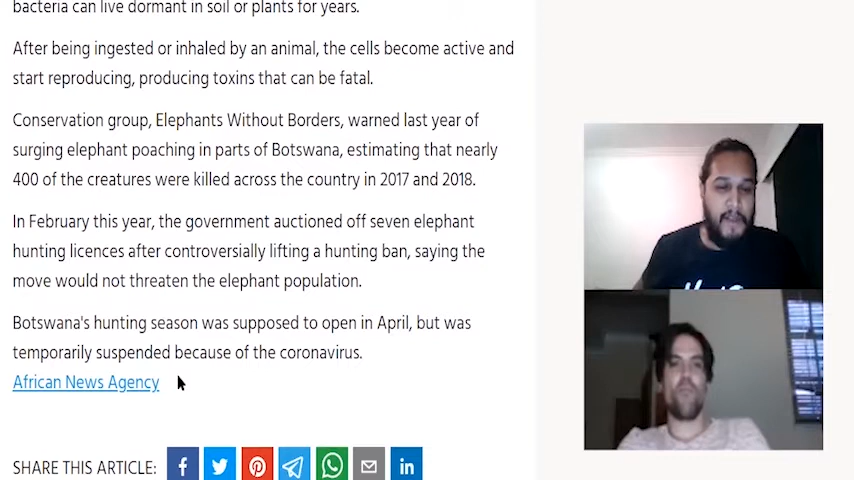 bacteria can live dormant in soil or plants for years.
After being ingested or inhaled by an animal, the cells become active and
start reproducing, producing toxins that can be fatal.
Conservation group, Elephants Without Borders, warned last year of
surging elephant poaching in parts of Botswana, estimating that nearly
400 of the creatures were killed across the country in 2017 and 2018.
In February this year, the government auctioned off seven elephant
hunting licences after controversially lifting a hunting ban, saying the
move would not threaten the elephant population.
Botswana's hunting season was supposed to open in April, but was
temporarily suspended because of the coronavirus.
African News Agency
SHARE THIS ARTICLE: